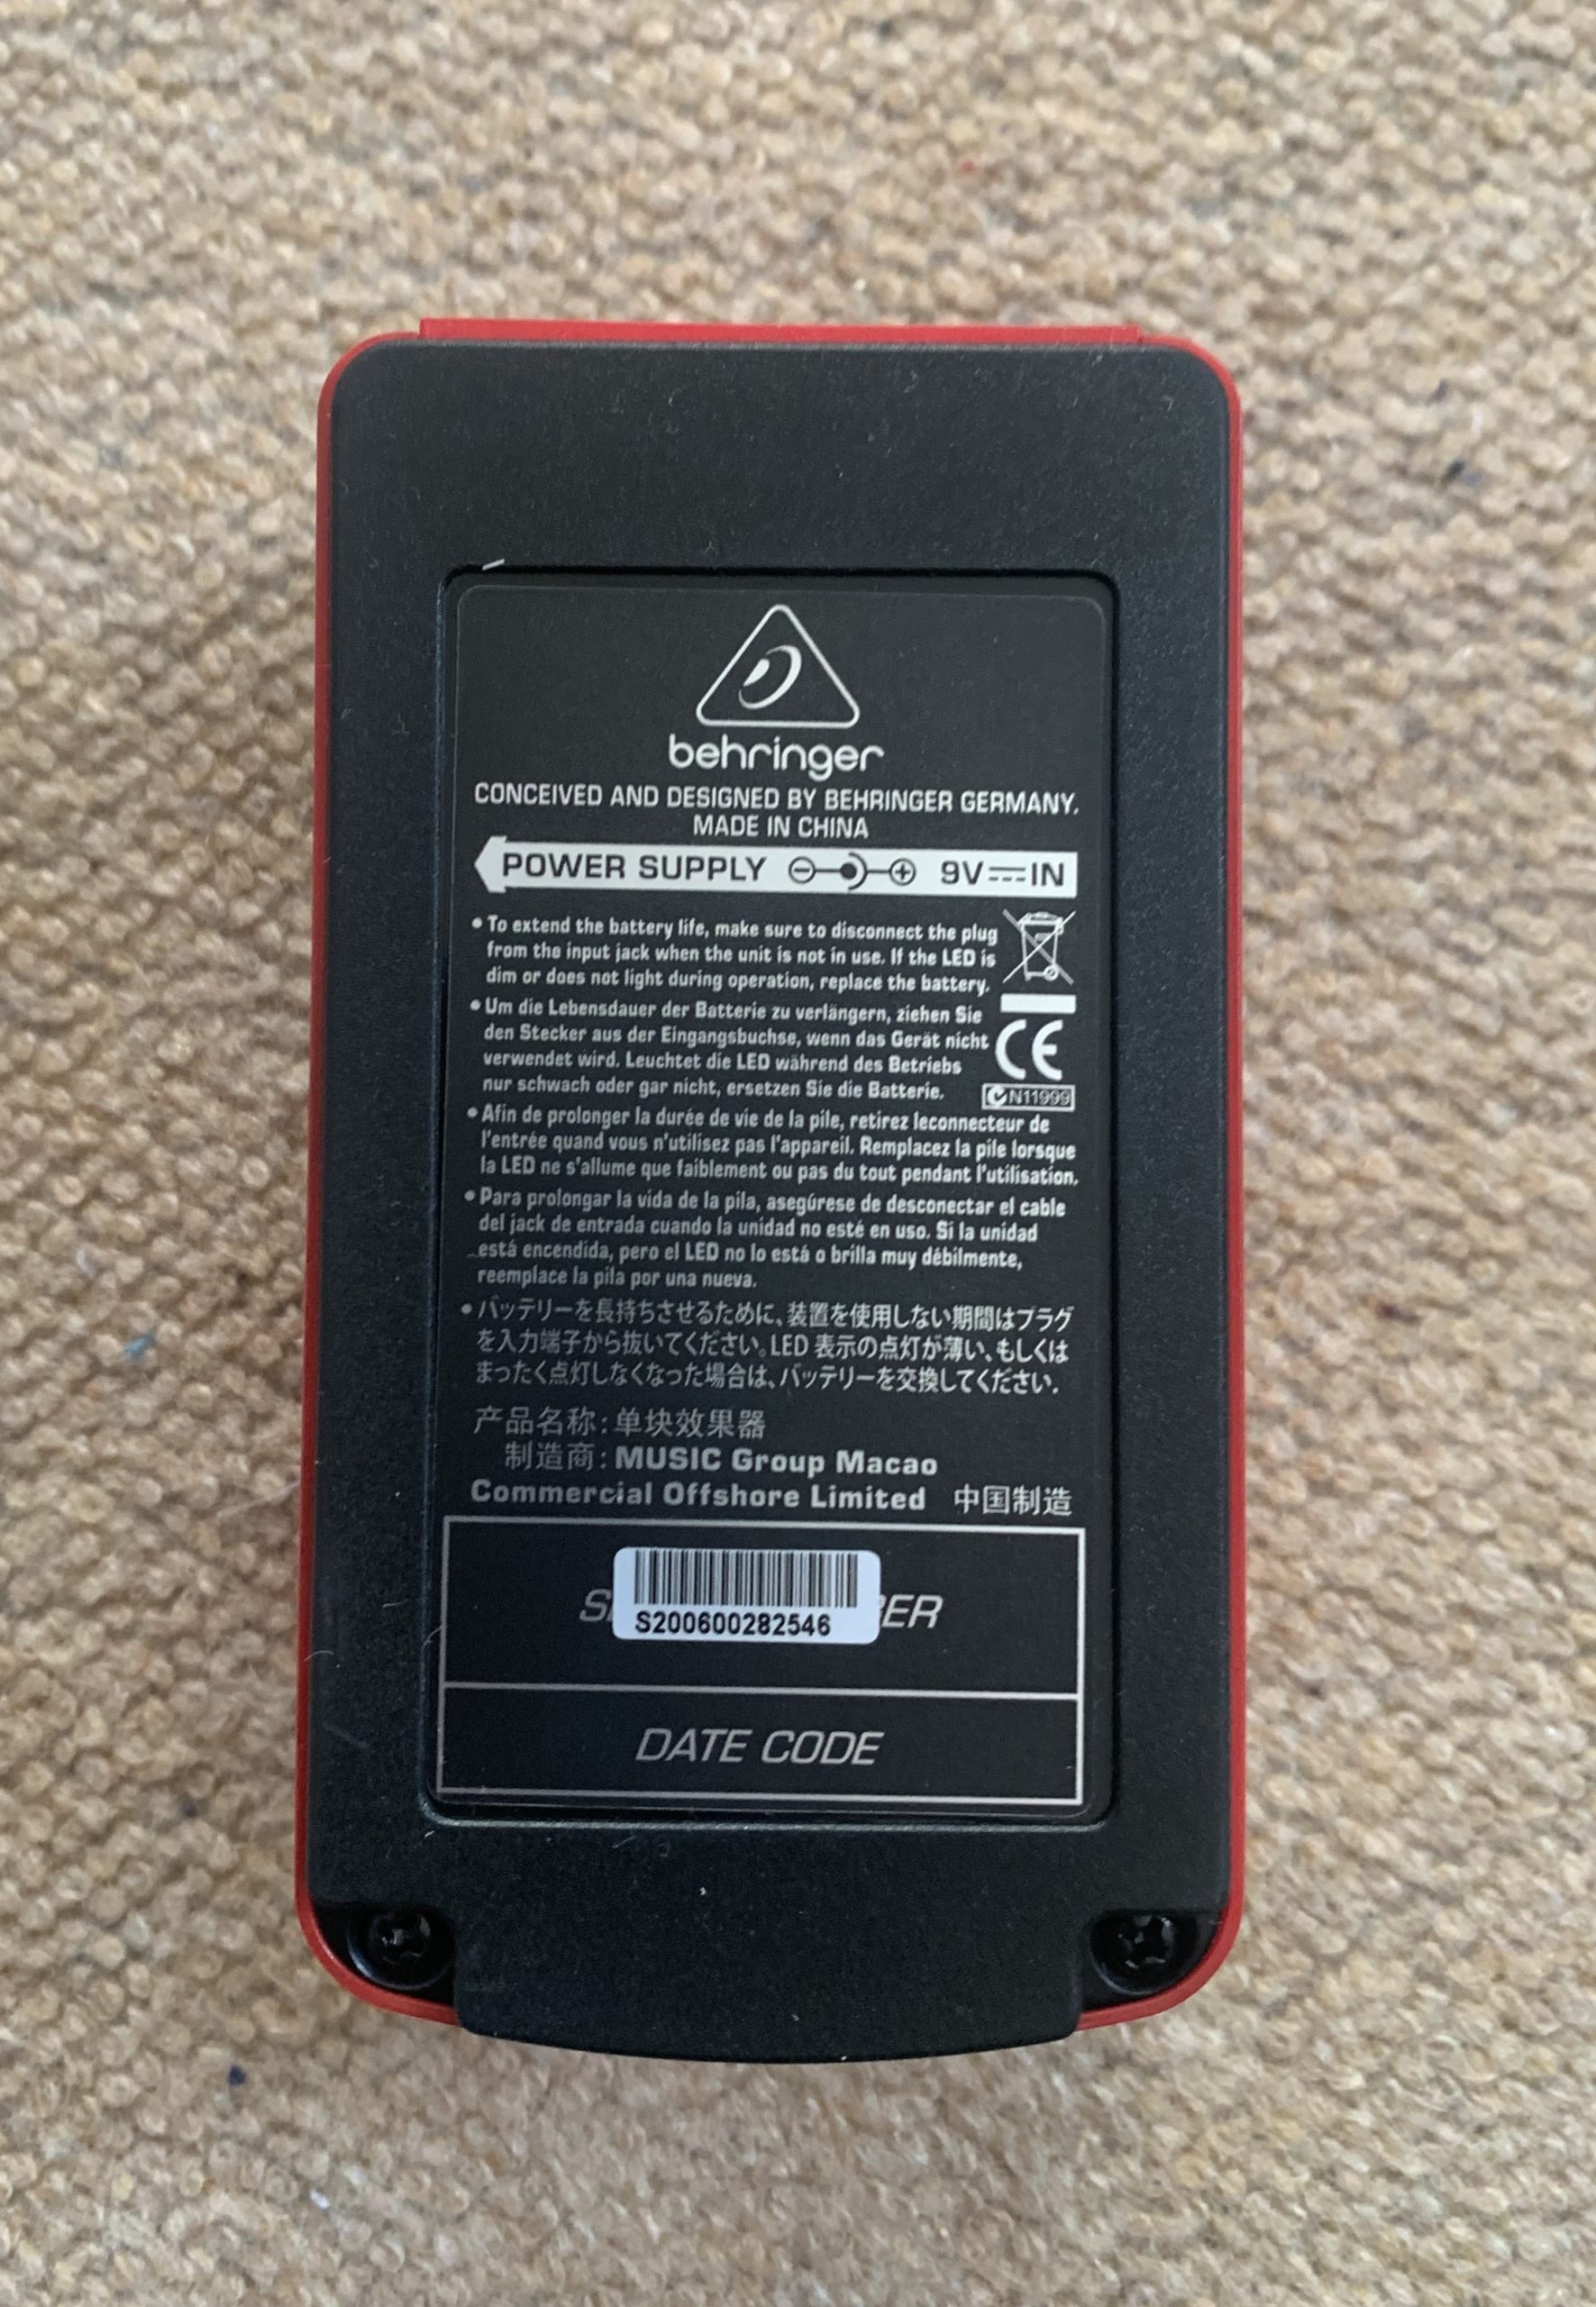 behringer
CONCEIVED AND DESIGNED BY BEHRINGER GERMANY.
MADE IN CHINA
POWER SUPPLY 9V IN
• To extend the battery life, make sure to disconnect the plug
from the input jack when the unit is not in use. If the LED is
dim or does not light during operation, replace the battery.
• Um die Lebensdauer der Batterie zu verlängern, ziehen Sie
den Stecker aus der Eingangsbuchse, wenn das Gerät nicht
verwendet wird. Leuchtet die LED während des Betriebs
nur schwach oder gar nicht, ersetzen Sie die Batterie.
CE
N11999
• Afin de prolonger la durée de vie de la pile, retirez leconnecteur de
l'entrée quand vous n'utilisez pas l'appareil. Remplacez la pile lorsque
la LED ne s'allume que faiblement ou pas du tout pendant l'utilisation.
• Para prolongar la vida de la pila, asegúrese de desconectar el cable
del jack de entrada cuando la unidad no esté en uso. Si la unidad
está encendida, pero el LED no lo está o brilla muy débilmente,
reemplace la pila por una nueva.
• バッテリーを長持ちさせるために、装置を使用しない期間はプラグ
を入力端子から抜いてください。LED 表示の点灯が薄い、もしくは
まったく点灯しなくなった場合は、バッテリーを交換してください.
产品名称: 单块效果器
制造商: MUSIC Group Macao
Commercial Offshore Limited 中国制造
S200600282546
DATE CODE